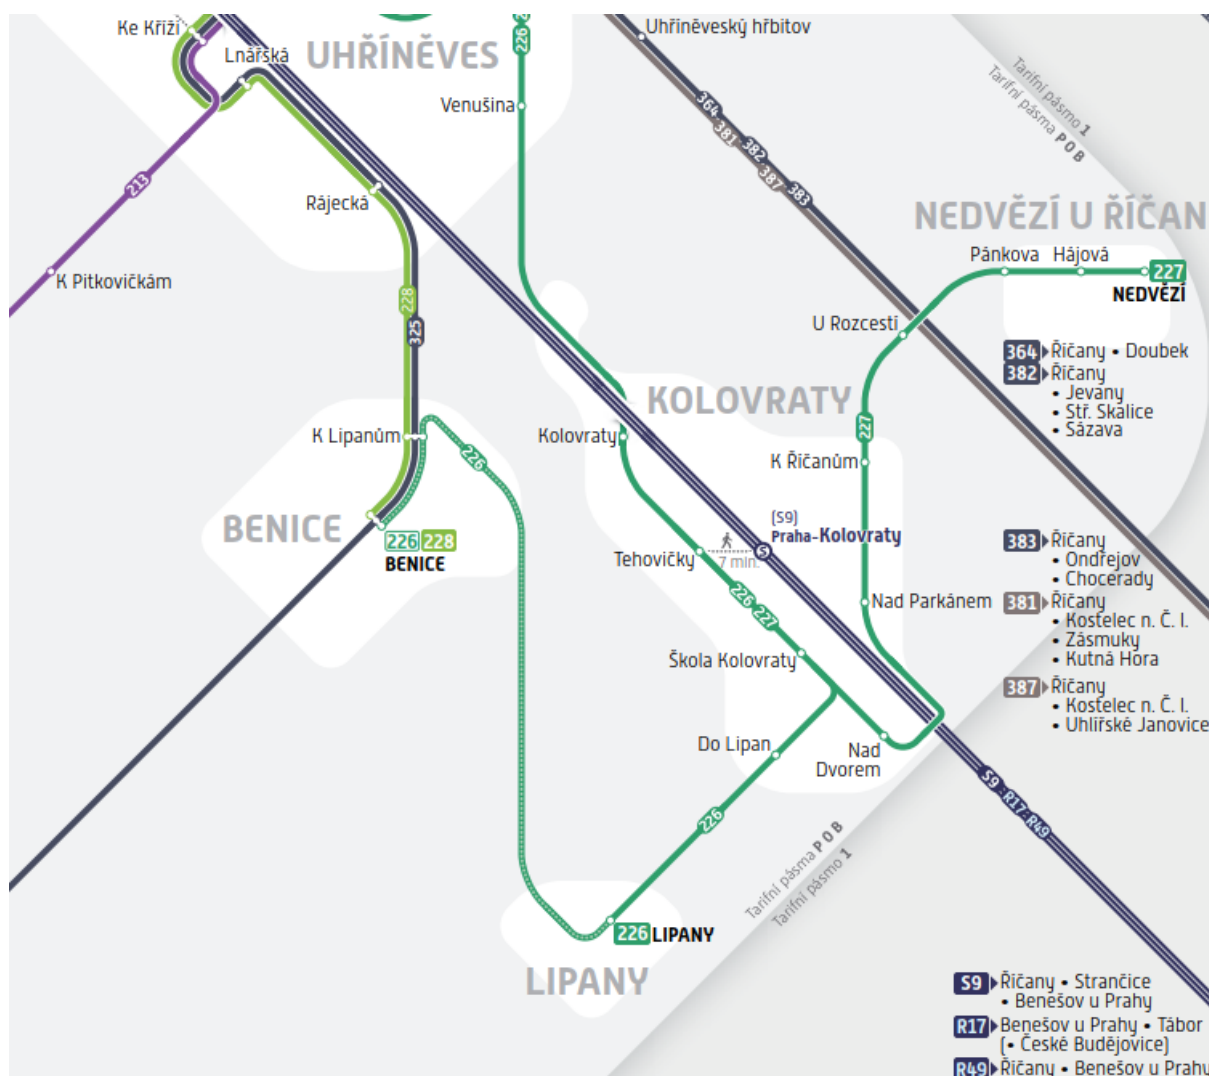 Ke Kříži
Lnářská
UHŘÍNĚVES
226
Uhříněveský hřbitov
Venušina
Tarifní pásmo 1
Tarifní pásma P 0 B
364
381
382
387
383
213
Rájecká
K Pitkovičkám
228
325
NEDVĚZÍ U ŘÍČAN
Pánkova
Hájová
227
NEDVĚZÍ
U Rozcestí
364 Říčany • Doubek
382 Říčany
• Jevany
• Stř. Skalice
• Sázava
KOLOVRATY
K Lipanům
226
Kolovraty
227
K Říčanům
BENICE
226 228
BENICE
(S9)
Praha-Kolovraty
S
Tehovičky
7 min.
383 Říčany
• Ondřejov
• Chocerady
226
227
Nad Parkánem
381 Říčany
• Kostelec n. Č. l.
• Zásmuky
• Kutná Hora
Škola Kolovraty
387 Říčany
• Kostelec n. Č. l.
• Uhlířské Janovice
Do Lipan
Nad
Dvorem
S9
R17
R49
226
Tarifní pásma P 0 B
Tarifní pásmo 1
226 LIPANY
LIPANY
S9 Říčany • Strančice
• Benešov u Prahy
R17 Benešov u Prahy • Tábor
(• České Budějovice)
R49 Říčany • Benešov u Prahy